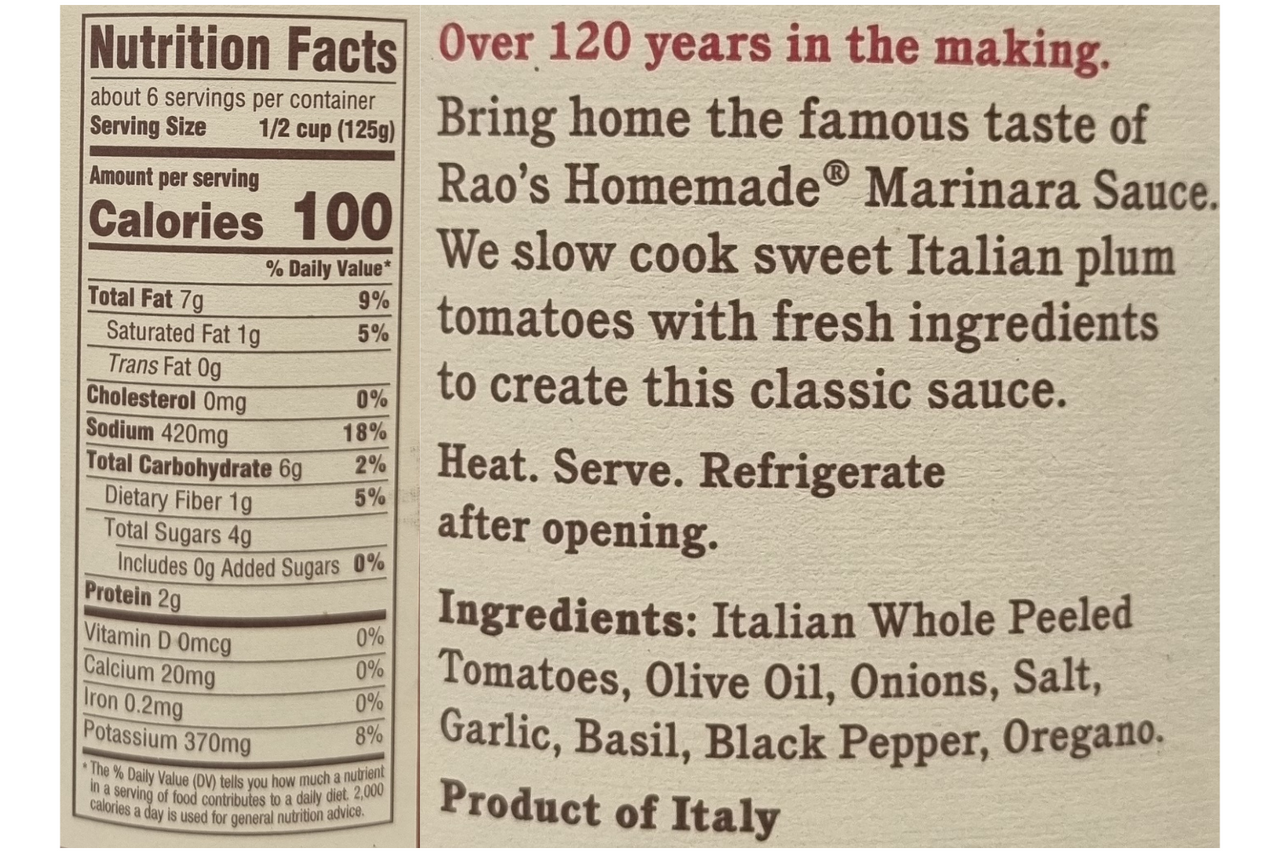 Nutrition Facts
about 6 servings per container
Serving Size 1/2 cup (125g)
Amount per serving
Calories 100
% Daily Value*
Total Fat 7g 9%
Saturated Fat 1g 5%
Trans Fat 0g
Cholesterol 0mg 0%
Sodium 420mg 18%
Total Carbohydrate 6g 2%
Dietary Fiber 1g 5%
Total Sugars 4g
Includes 0g Added Sugars 0%
Protein 2g
Vitamin D 0mcg 0%
Calcium 20mg 0%
Iron 0.2mg 0%
Potassium 370mg 8%
* The % Daily Value (DV) tells you how much a nutrient
in a serving of food contributes to a daily diet. 2,000
calories a day is used for general nutrition advice.
Over 120 years in the making.
Bring home the famous taste of
Rao's Homemade® Marinara Sauce.
We slow cook sweet Italian plum
tomatoes with fresh ingredients
to create this classic sauce.
Heat. Serve. Refrigerate
after opening.
Ingredients: Italian Whole Peeled
Tomatoes, Olive Oil, Onions, Salt,
Garlic, Basil, Black Pepper, Oregano.
Product of Italy